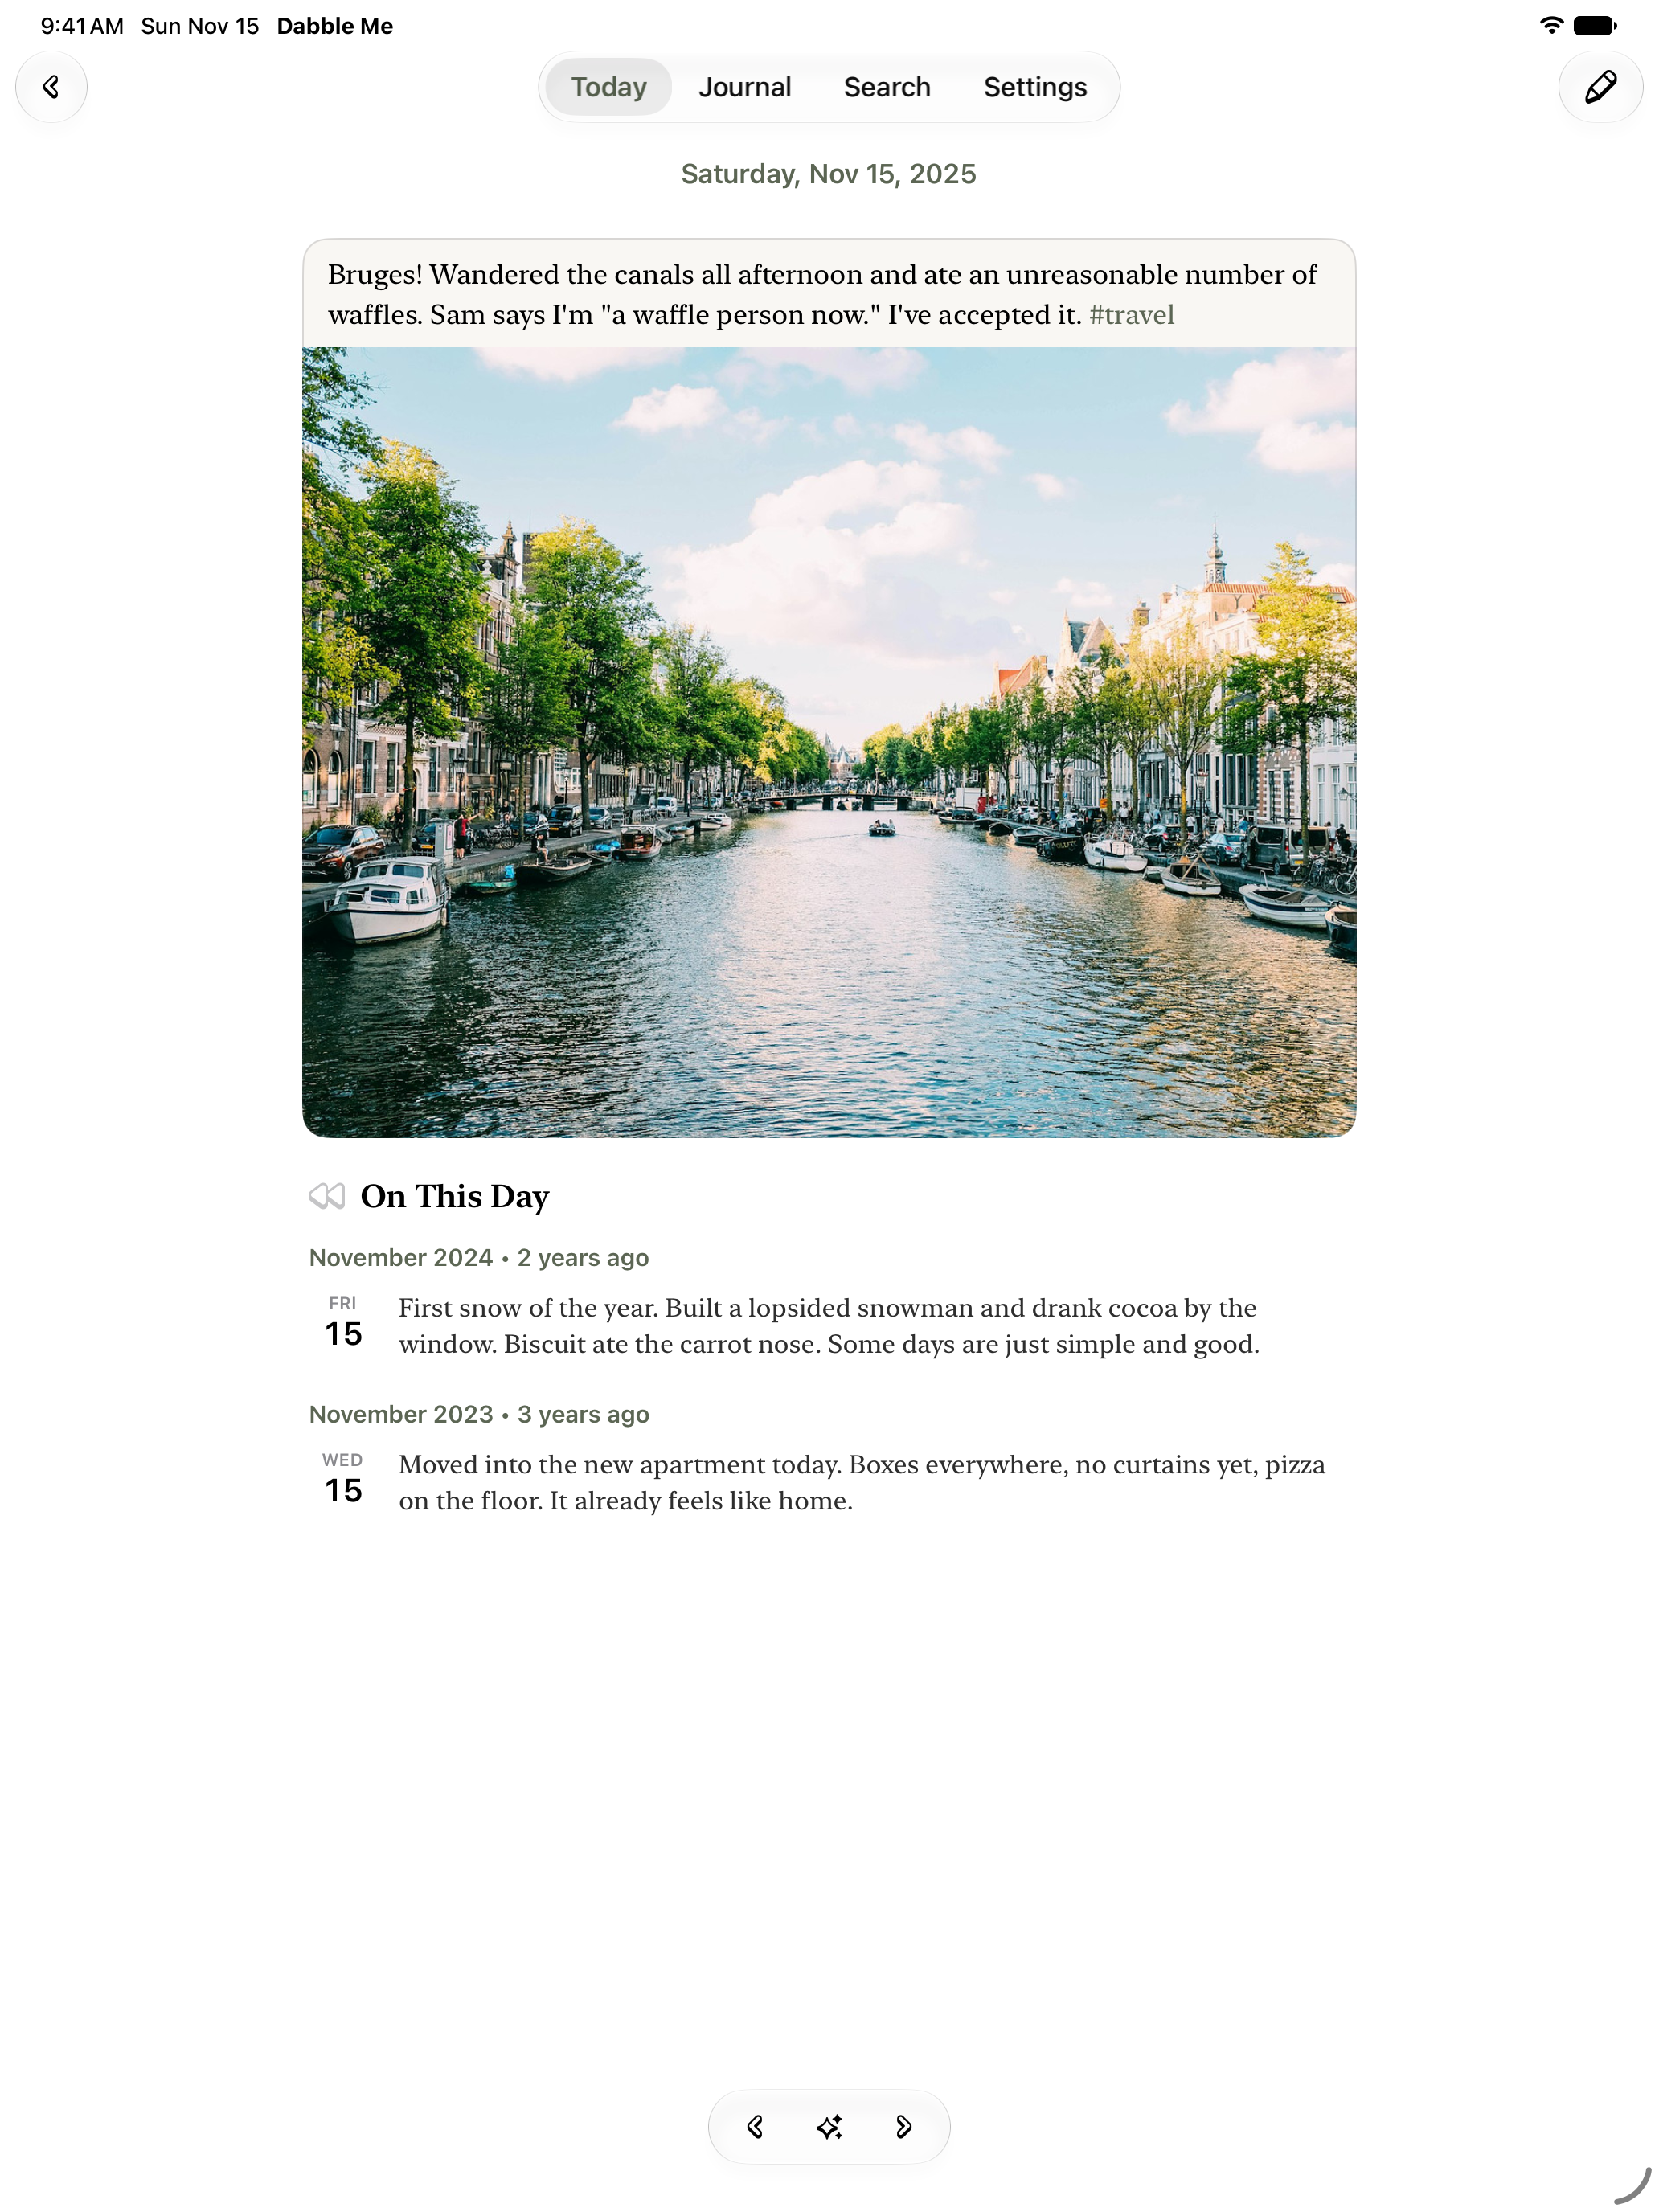 9:41 AM Sun Nov 15 Dabble Me
Today Journal Search Settings
Saturday, Nov 15, 2025
Bruges! Wandered the canals all afternoon and ate an unreasonable number of
waffles. Sam says I'm "a waffle person now." I've accepted it. #travel
On This Day
November 2024 • 2 years ago
FRI
15
First snow of the year. Built a lopsided snowman and drank cocoa by the
window. Biscuit ate the carrot nose. Some days are just simple and good.
November 2023 • 3 years ago
WED
15
Moved into the new apartment today. Boxes everywhere, no curtains yet, pizza
on the floor. It already feels like home.